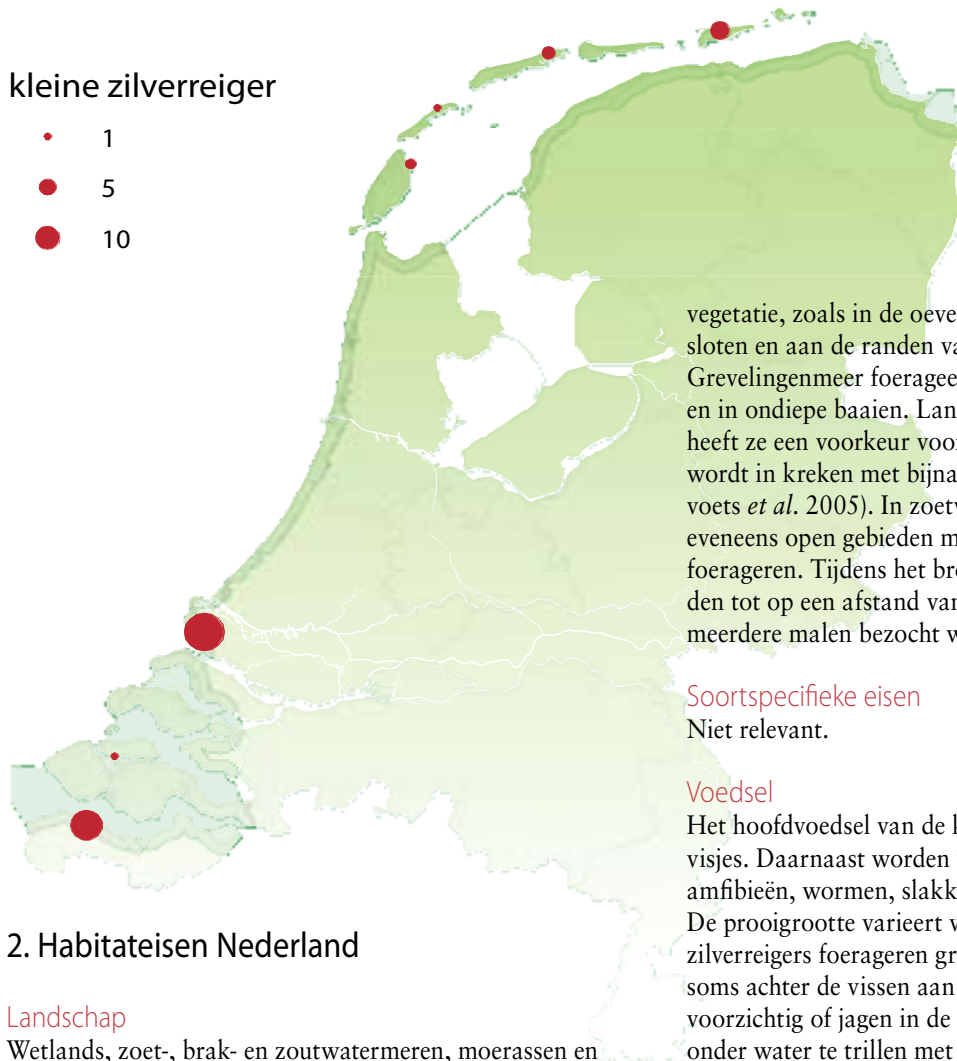 kleine zilverreiger
1
5
10
2. Habitateisen Nederland
Landschap
Wetlands, zoet-, brak- en zoutwatermeren, moerassen en
vegetatie, zoals in de oeve
sloten en aan de randen va
Grevelingenmeer foeragee
en in ondiepe baaien. Lan
heeft ze een voorkeur voor
wordt in kreken met bijna
voets et al. 2005). In zoetv
eveneens open gebieden m
foerageren. Tijdens het bro
den tot op een afstand van
meerdere malen bezocht w
Soortspecifieke eisen
Niet relevant.
Voedsel
Het hoofdvoedsel van de k
visjes. Daarnaast worden
amfibieën, wormen, slakk
De prooigrootte varieert v
zilverreigers foerageren gr
soms achter de vissen aan
voorzichtig of jagen in de
onder water te trillen met